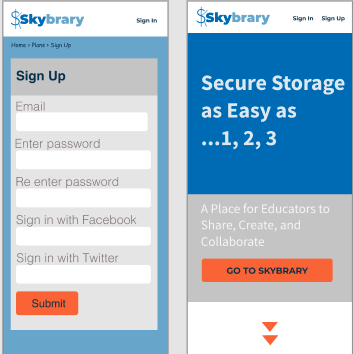 $Skybrary
Sign In
Home > Plans > Sign Up
Sign Up
Email
Enter password
Re enter password
Sign in with Facebook
Sign in with Twitter
Submit
$Skybrary
Sign In Sign Up
Secure Storage
as Easy as
...1, 2, 3
A Place for Educators to
Share, Create, and
Collaborate
GO TO SKYBRARY